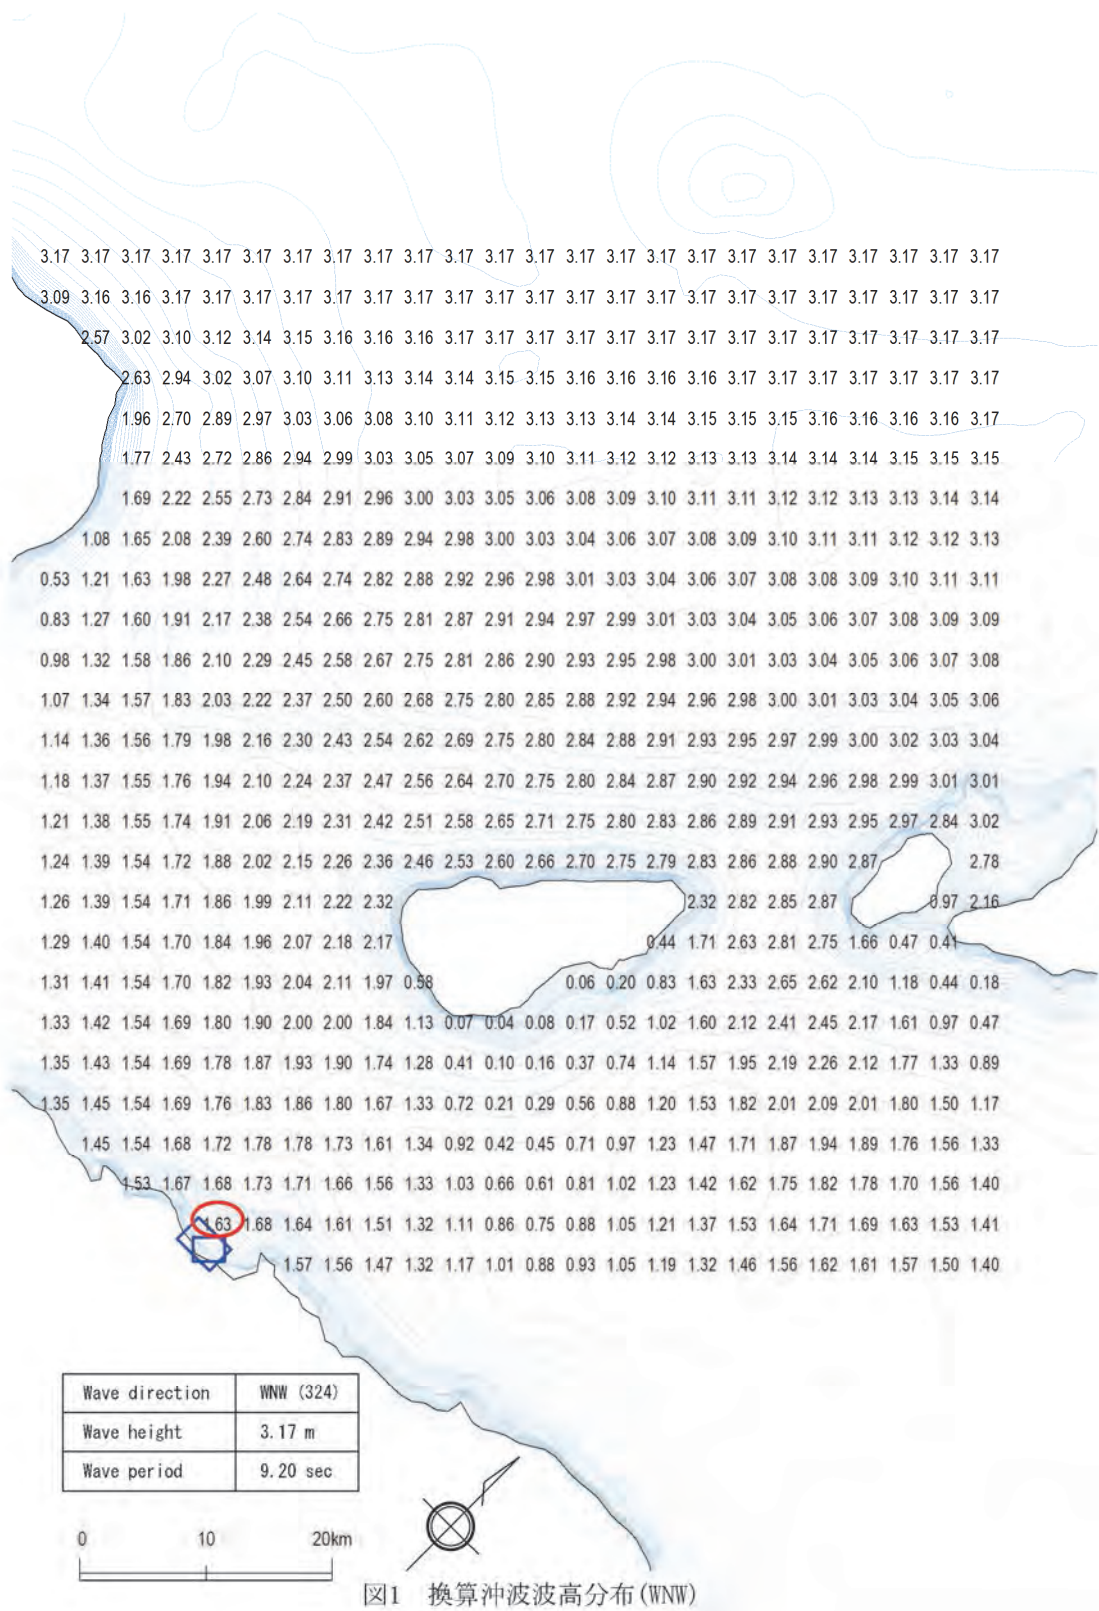 3.17 3.17 3.17 3.17 3.17 3.17 3.17 3.17 3.17 3.17 3.17 3.17 3.17 3.17 3.17 3.17 3.17 3.17 3.17 3.17 3.17 3.17 3.17 3.17
3.09 3.16 3.16 3.17 3.17 3.17 3.17 3.17 3.17 3.17 3.17 3.17 3.17 3.17 3.17 3.17 3.17 3.17 3.17 3.17 3.17 3.17 3.17 3.17
2.57 3.02 3.10 3.12 3.14 3.15 3.16 3.16 3.16 3.17 3.17 3.17 3.17 3.17 3.17 3.17 3.17 3.17 3.17 3.17 3.17 3.17 3.17
2.63 2.94 3.02 3.07 3.10 3.11 3.13 3.14 3.14 3.15 3.15 3.16 3.16 3.16 3.16 3.17 3.17 3.17 3.17 3.17 3.17 3.17
1.96 2.70 2.89 2.97 3.03 3.06 3.08 3.10 3.11 3.12 3.13 3.13 3.14 3.14 3.15 3.15 3.15 3.16 3.16 3.16 3.16 3.17
1.77 2.43 2.72 2.86 2.94 2.99 3.03 3.05 3.07 3.09 3.10 3.11 3.12 3.12 3.13 3.13 3.14 3.14 3.14 3.15 3.15 3.15
1.69 2.22 2.55 2.73 2.84 2.91 2.96 3.00 3.03 3.05 3.06 3.08 3.09 3.10 3.11 3.11 3.12 3.12 3.13 3.13 3.14 3.14
1.08 1.65 2.08 2.39 2.60 2.74 2.83 2.89 2.94 2.98 3.00 3.03 3.04 3.06 3.07 3.08 3.09 3.10 3.11 3.11 3.12 3.12 3.13
0.53 1.21 1.63 1.98 2.27 2.48 2.64 2.74 2.82 2.88 2.92 2.96 2.98 3.01 3.03 3.04 3.06 3.07 3.08 3.08 3.09 3.10 3.11 3.11
0.83 1.27 1.60 1.91 2.17 2.38 2.54 2.66 2.75 2.81 2.87 2.91 2.94 2.97 2.99 3.01 3.03 3.04 3.05 3.06 3.07 3.08 3.09 3.09
0.98 1.32 1.58 1.86 2.10 2.29 2.45 2.58 2.67 2.75 2.81 2.86 2.90 2.93 2.95 2.98 3.00 3.01 3.03 3.04 3.05 3.06 3.07 3.08
1.07 1.34 1.57 1.83 2.03 2.22 2.37 2.50 2.60 2.68 2.75 2.80 2.85 2.88 2.92 2.94 2.96 2.98 3.00 3.01 3.03 3.04 3.05 3.06
1.14 1.36 1.56 1.79 1.98 2.16 2.30 2.43 2.54 2.62 2.69 2.75 2.80 2.84 2.88 2.91 2.93 2.95 2.97 2.99 3.00 3.02 3.03 3.04
1.18 1.37 1.55 1.76 1.94 2.10 2.24 2.37 2.47 2.56 2.64 2.70 2.75 2.80 2.84 2.87 2.90 2.92 2.94 2.96 2.98 2.99 3.01 3.01
1.21 1.38 1.55 1.74 1.91 2.06 2.19 2.31 2.42 2.51 2.58 2.65 2.71 2.75 2.80 2.83 2.86 2.89 2.91 2.93 2.95 2.97 2.84 3.02
1.24 1.39 1.54 1.72 1.88 2.02 2.15 2.26 2.36 2.46 2.53 2.60 2.66 2.70 2.75 2.79 2.83 2.86 2.88 2.90 2.87 2.78
1.26 1.39 1.54 1.71 1.86 1.99 2.11 2.22 2.32 2.32 2.82 2.85 2.87 0.97 2.16
1.29 1.40 1.54 1.70 1.84 1.96 2.07 2.18 2.17 0.44 1.71 2.63 2.81 2.75 1.66 0.47 0.41
1.31 1.41 1.54 1.70 1.82 1.93 2.04 2.11 1.97 0.58 0.06 0.20 0.83 1.63 2.33 2.65 2.62 2.10 1.18 0.44 0.18
1.33 1.42 1.54 1.69 1.80 1.90 2.00 2.00 1.84 1.13 0.07 0.04 0.08 0.17 0.52 1.02 1.60 2.12 2.41 2.45 2.17 1.61 0.97 0.47
1.35 1.43 1.54 1.69 1.78 1.87 1.93 1.90 1.74 1.28 0.41 0.10 0.16 0.37 0.74 1.14 1.57 1.95 2.19 2.26 2.12 1.77 1.33 0.89
1.35 1.45 1.54 1.69 1.76 1.83 1.86 1.80 1.67 1.33 0.72 0.21 0.29 0.56 0.88 1.20 1.53 1.82 2.01 2.09 2.01 1.80 1.50 1.17
1.45 1.54 1.68 1.72 1.78 1.78 1.73 1.61 1.34 0.92 0.42 0.45 0.71 0.97 1.23 1.47 1.71 1.87 1.94 1.89 1.76 1.56 1.33
1.53 1.67 1.68 1.73 1.71 1.66 1.56 1.33 1.03 0.66 0.61 0.81 1.02 1.23 1.42 1.62 1.75 1.82 1.78 1.70 1.56 1.40
1.63 1.68 1.64 1.61 1.51 1.32 1.11 0.86 0.75 0.88 1.05 1.21 1.37 1.53 1.64 1.71 1.69 1.63 1.53 1.41
1.57 1.56 1.47 1.32 1.17 1.01 0.88 0.93 1.05 1.19 1.32 1.46 1.56 1.62 1.61 1.57 1.50 1.40
Wave direction WNW (324)
Wave height 3.17 m
Wave period 9.20 sec
0 10 20km
図1 換算沖波波高分布(WNW)